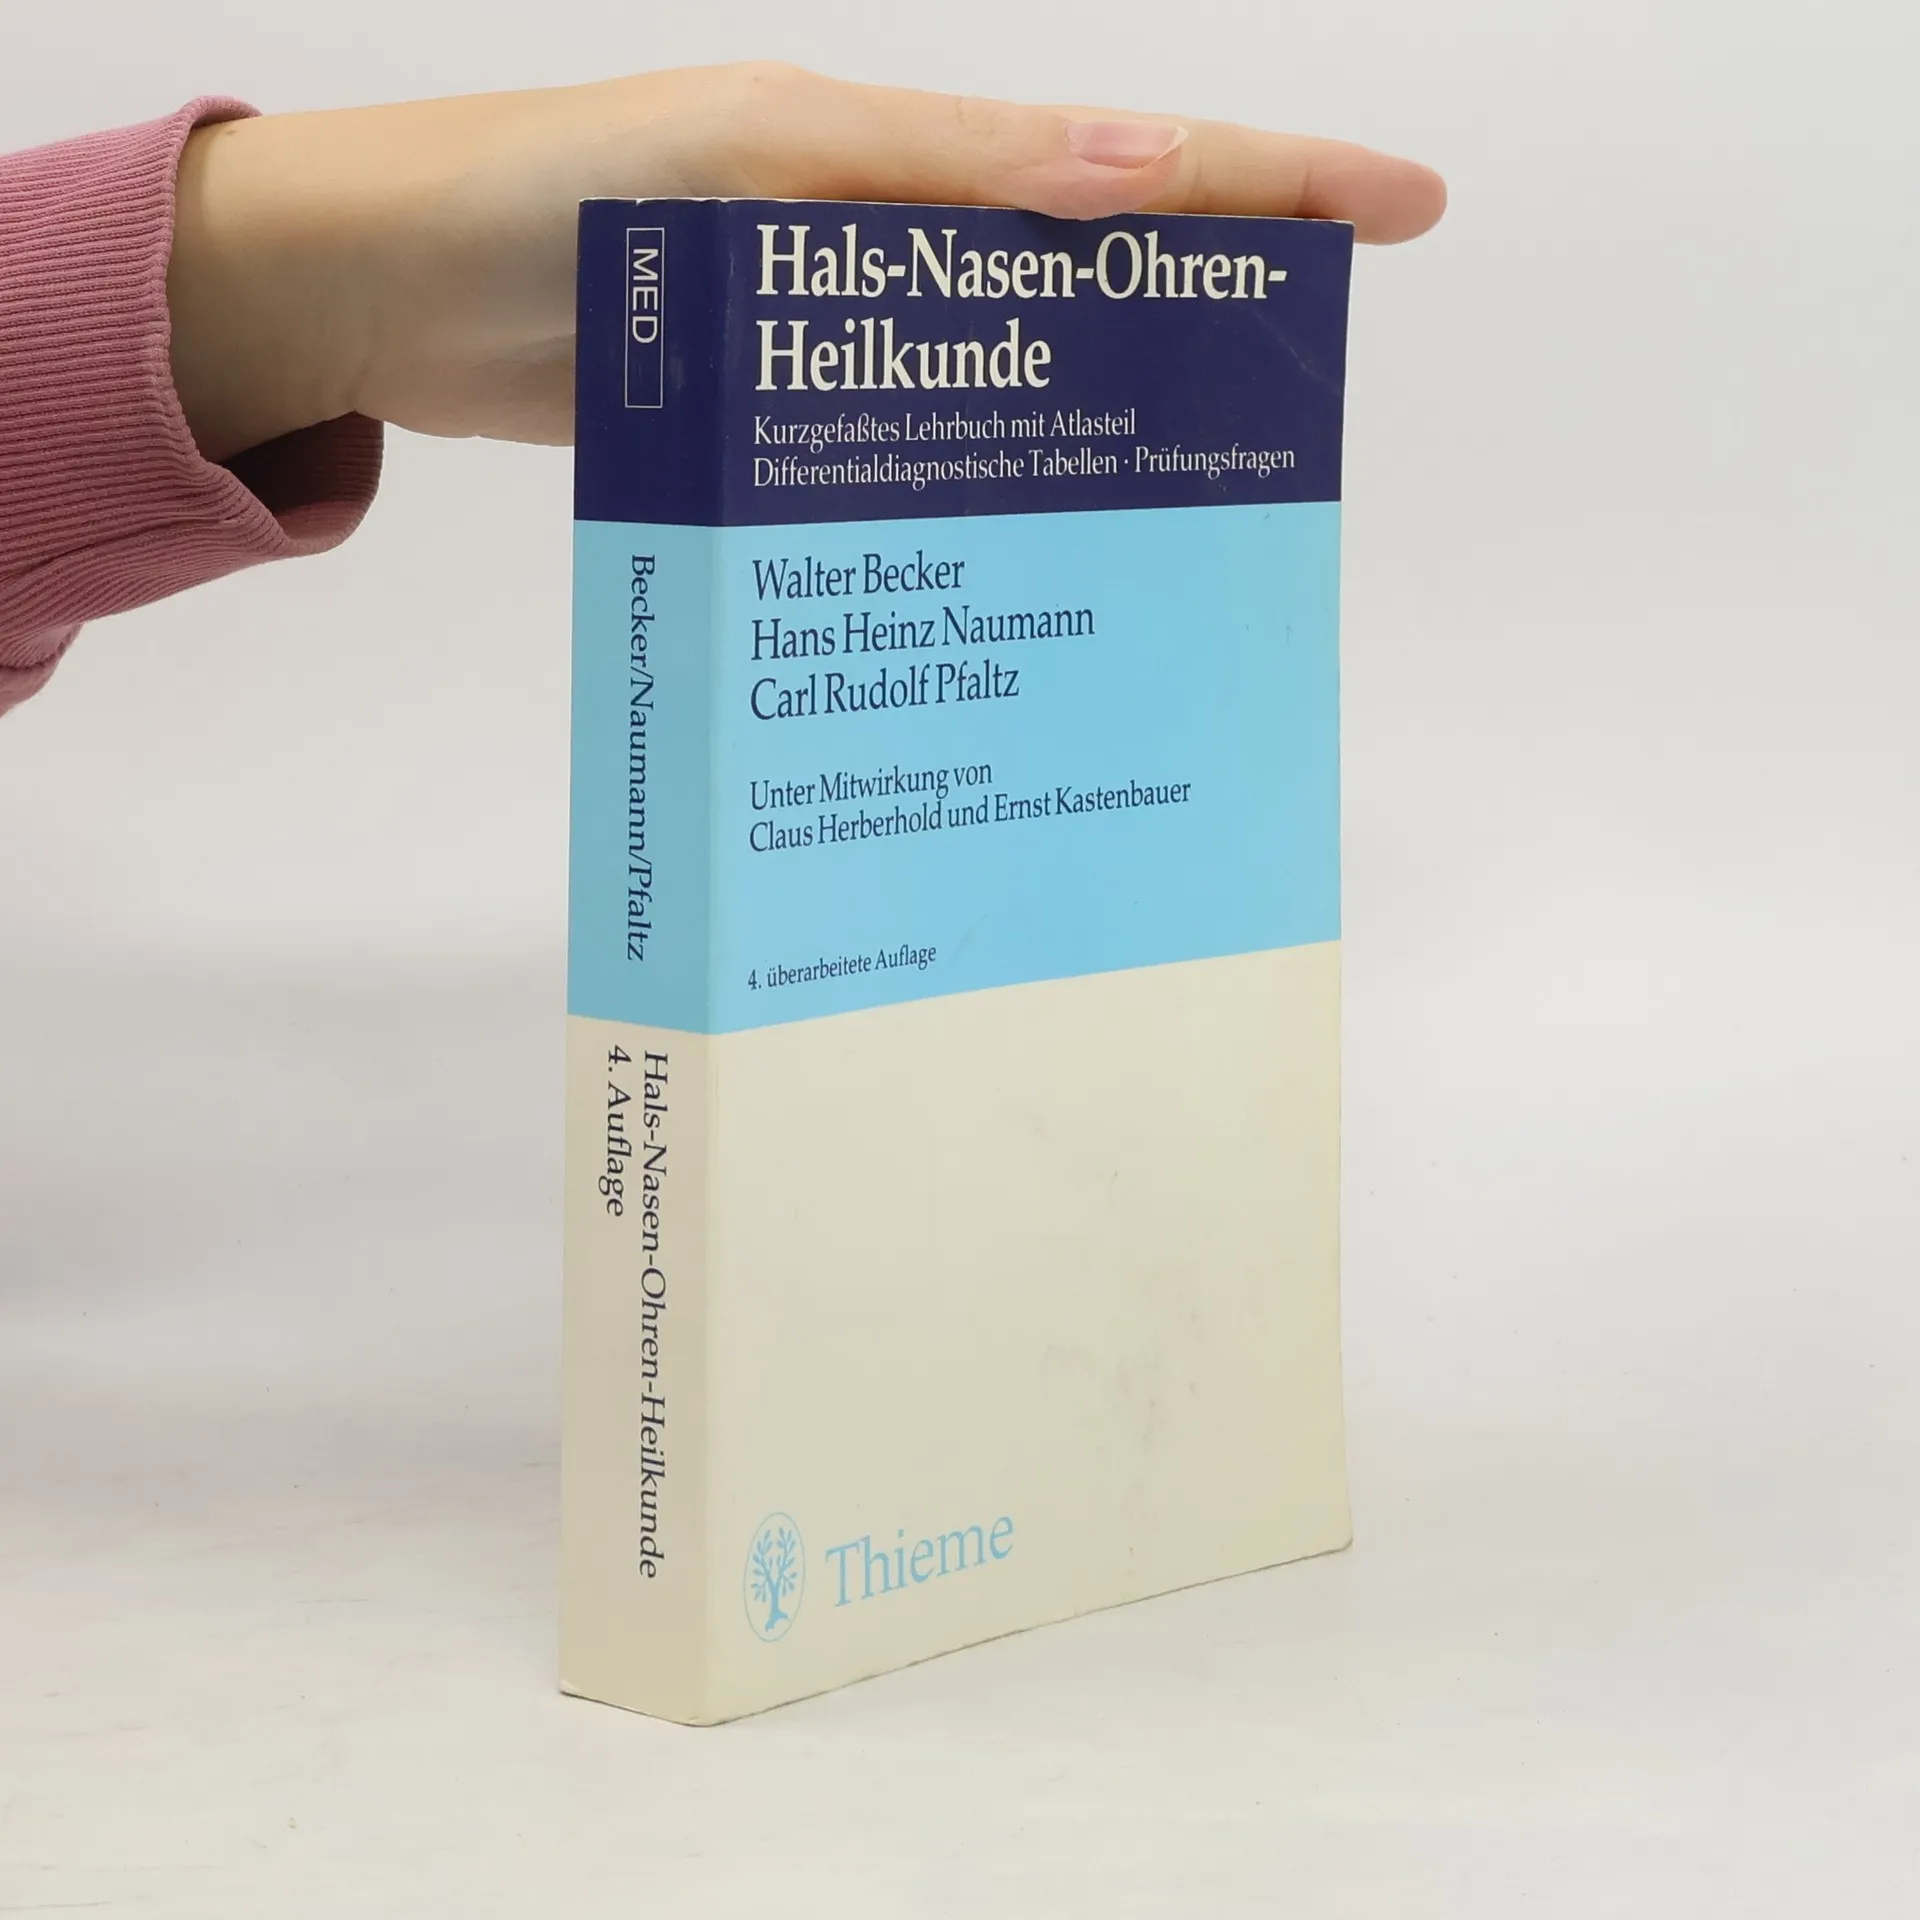 MED
Becker/Naumann/Pfaltz
Hals-Nasen-Ohren-Heilkunde
4. Auflage
Hals-Nasen-Ohren-
Heilkunde
Kurzgefaßtes Lehrbuch mit Atlasteil
Differentialdiagnostische Tabellen · Prüfungsfragen
Walter Becker
Hans Heinz Naumann
Carl Rudolf Pfaltz
Unter Mitwirkung von
Claus Herberhold und Ernst Kastenbauer
4. überarbeitete Auflage
Thieme